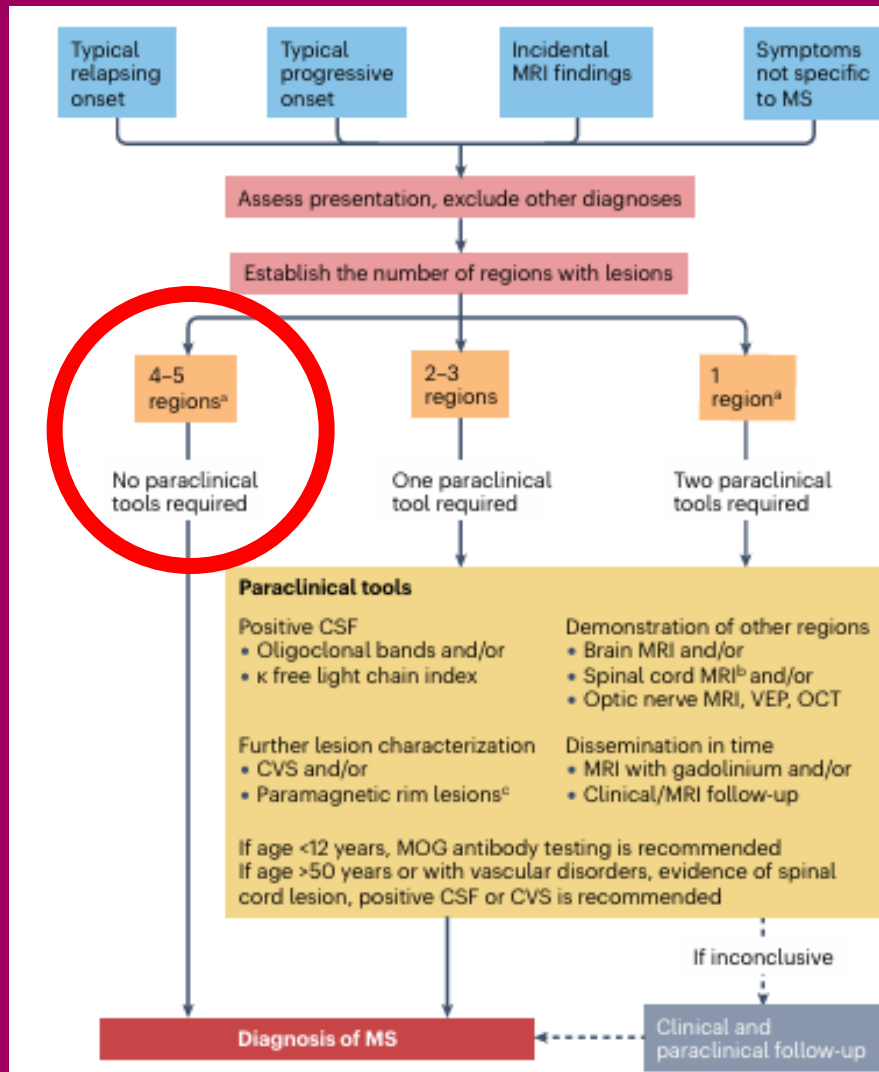 Typical
relapsing
onset
Typical
progressive
onset
Incidental
MRI findings
Symptoms
not specific
to MS
Assess presentation, exclude other diagnoses
Establish the number of regions with lesions
4–5
regionsᵃ
2–3
regions
1
regionᵃ
No paraclinical
tools required
One paraclinical
tool required
Two paraclinical
tools required
Paraclinical tools
Positive CSF
• Oligoclonal bands and/or
• κ free light chain index
Demonstration of other regions
• Brain MRI and/or
• Spinal cord MRIᵇ and/or
• Optic nerve MRI, VEP, OCT
Further lesion characterization
• CVS and/or
• Paramagnetic rim lesionsᶜ
Dissemination in time
• MRI with gadolinium and/or
• Clinical/MRI follow-up
If age <12 years, MOG antibody testing is recommended
If age >50 years or with vascular disorders, evidence of spinal
cord lesion, positive CSF or CVS is recommended
If inconclusive
Diagnosis of MS
Clinical and
paraclinical follow-up